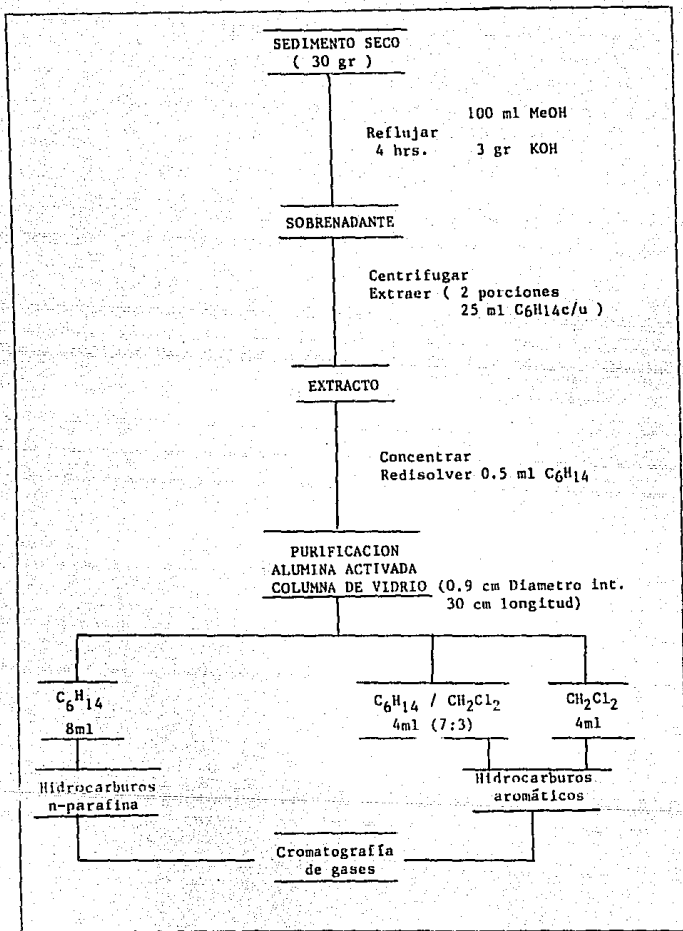 SEDIMENTO SECO
( 30 gr )
100 ml MeOH
Reflujar
4 hrs. 3 gr KOH
SOBRENADANTE
Centrifugar
Extraer ( 2 porciones
25 ml C6H14c/u )
EXTRACTO
Concentrar
Redisolver 0.5 ml C6H14
PURIFICACION
ALUMINA ACTIVADA
COLUMNA DE VIDRIO (0.9 cm Diametro int.
30 cm longitud)
C6H14
8ml
C6H14 / CH2Cl2
4ml (7:3)
CH2Cl2
4ml
Hidrocarburos
n-parafina
Hidrocarburos
aromáticos
Cromatografía
de gases